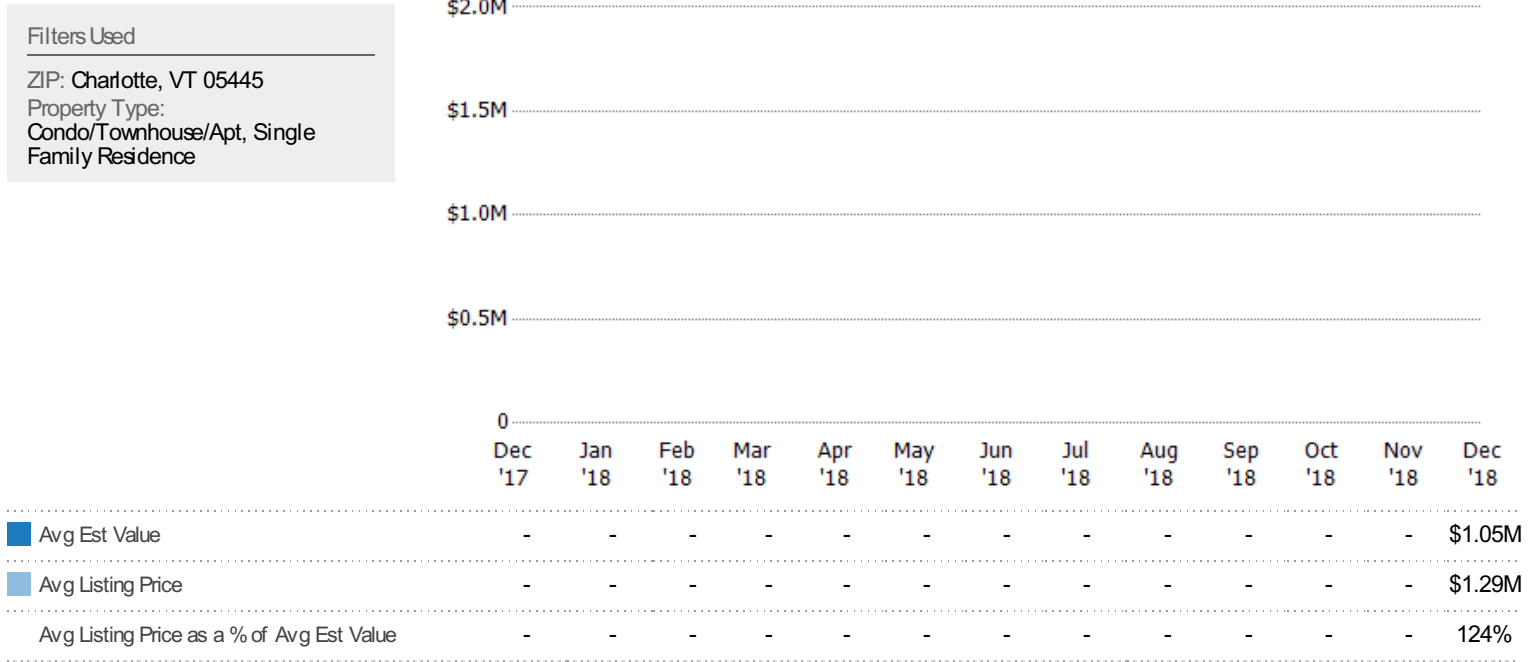 Filters Used
ZIP: Charlotte, VT 05445
Property Type:
Condo/Townhouse/Apt, Single
Family Residence
$2.0M
$1.5M
$1.0M
$0.5M
0
Dec Jan Feb Mar Apr May Jun Jul Aug Sep Oct Nov Dec
'17 '18 '18 '18 '18 '18 '18 '18 '18 '18 '18 '18 '18
Avg Est Value - - - - - - - - - - - - $1.05M
Avg Listing Price - - - - - - - - - - - - $1.29M
Avg Listing Price as a % of Avg Est Value - - - - - - - - - - - - 124%